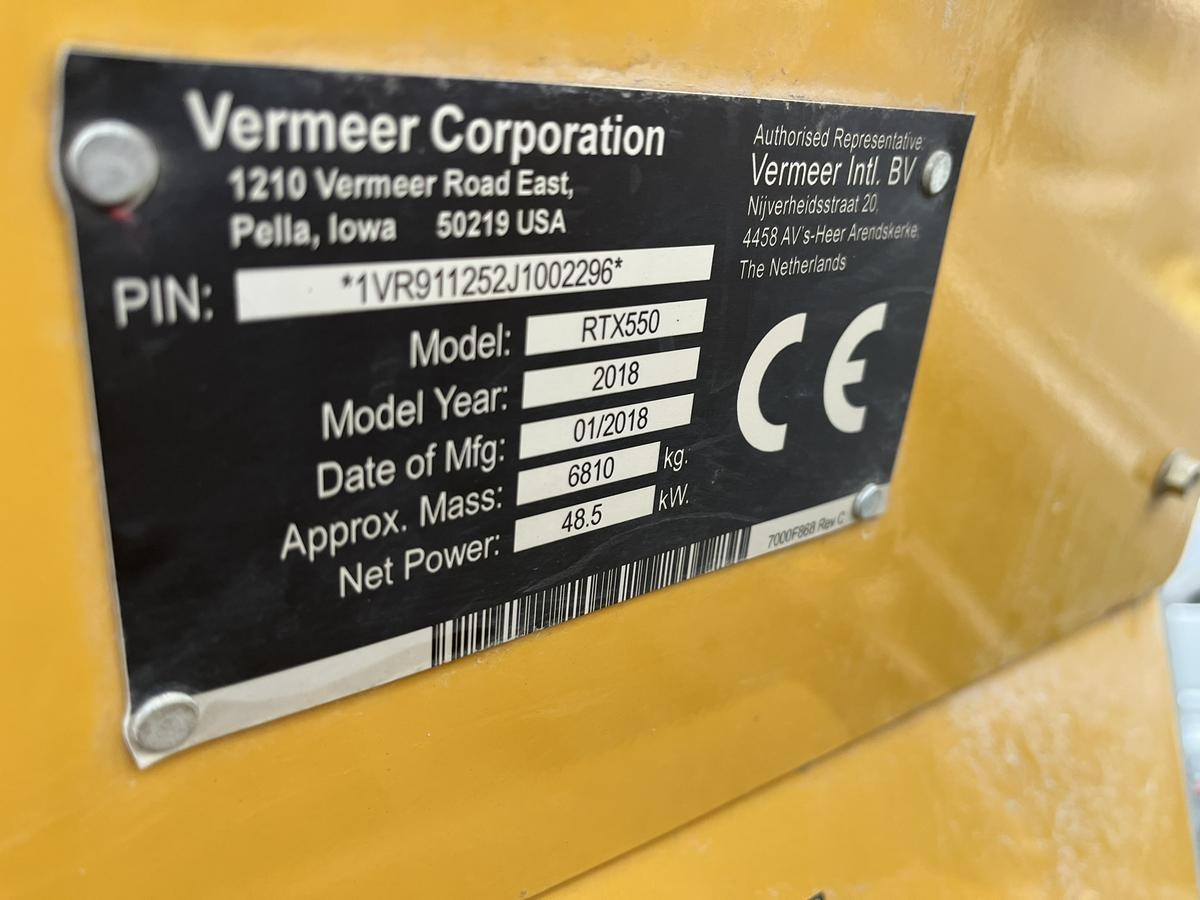 Vermeer Corporation
1210 Vermeer Road East,
Pella, Iowa 50219 USA
PIN: *1VR911252J1002296*
Model: RTX550
Model Year: 2018
Date of Mfg: 01/2018
Approx. Mass: 6810 kg.
Net Power: 48.5 kW.
Authorised Representative:
Vermeer Intl. BV
Nijverheidsstraat 20,
4458 AV's-Heer Arendskerke,
The Netherlands
CE
7000F868 Rev C